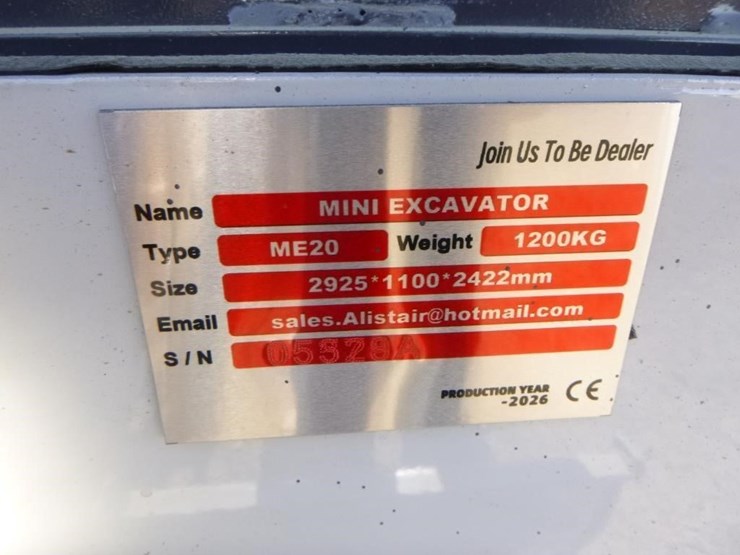 Join Us To Be Dealer
Name MINI EXCAVATOR
Type ME20 Weight 1200KG
Size 2925*1100*2422mm
Email sales.Alistair@hotmail.com
S/N
PRODUCTION YEAR
-2026 CE